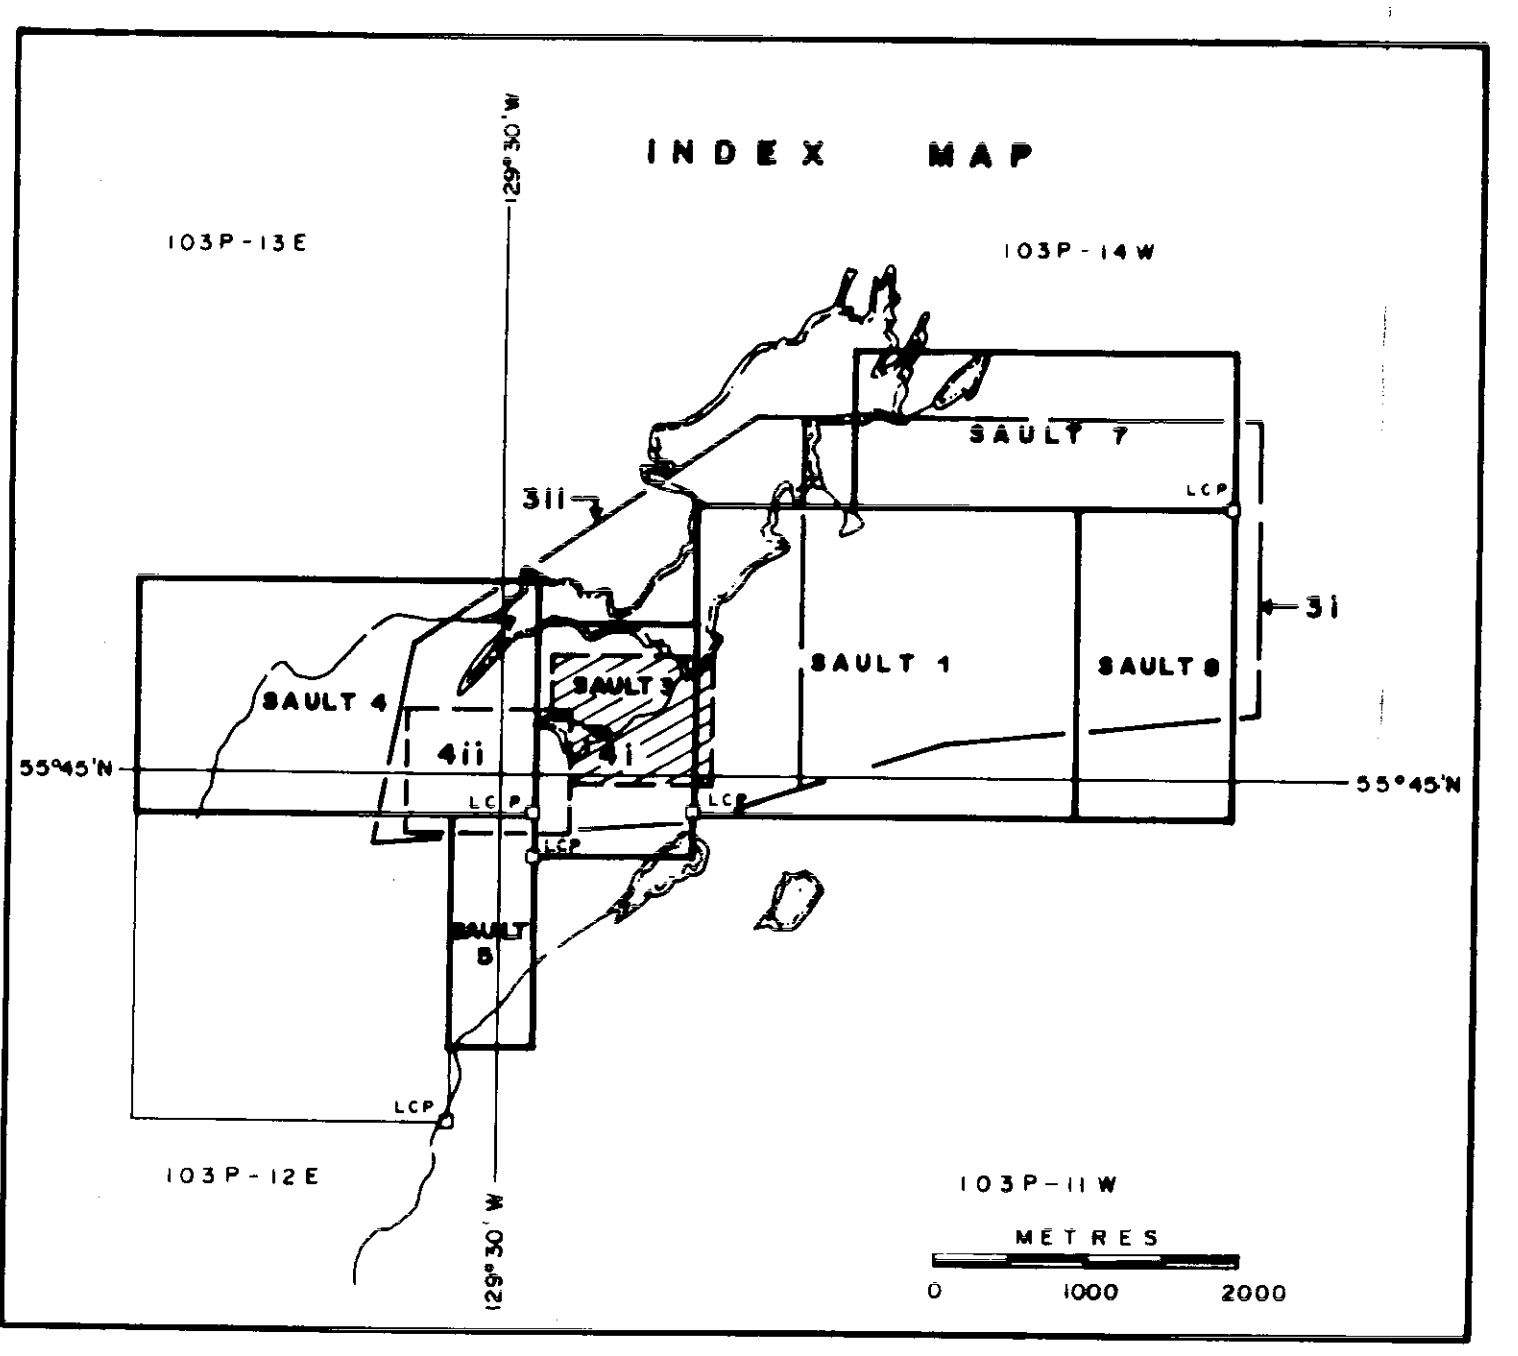 129°30'W
INDEX MAP
103P-13E
103P-14W
SAULT 7
LCP
3ii
3i
SAULT 1
SAULT 8
SAULT 3
SAULT 4
4ii
4i
55°45'N
55°45'N
LCP
LCP
LCP
SAULT
5
LCP
103P-12E
103P-11W
129°30'W
METRES
0 1000 2000